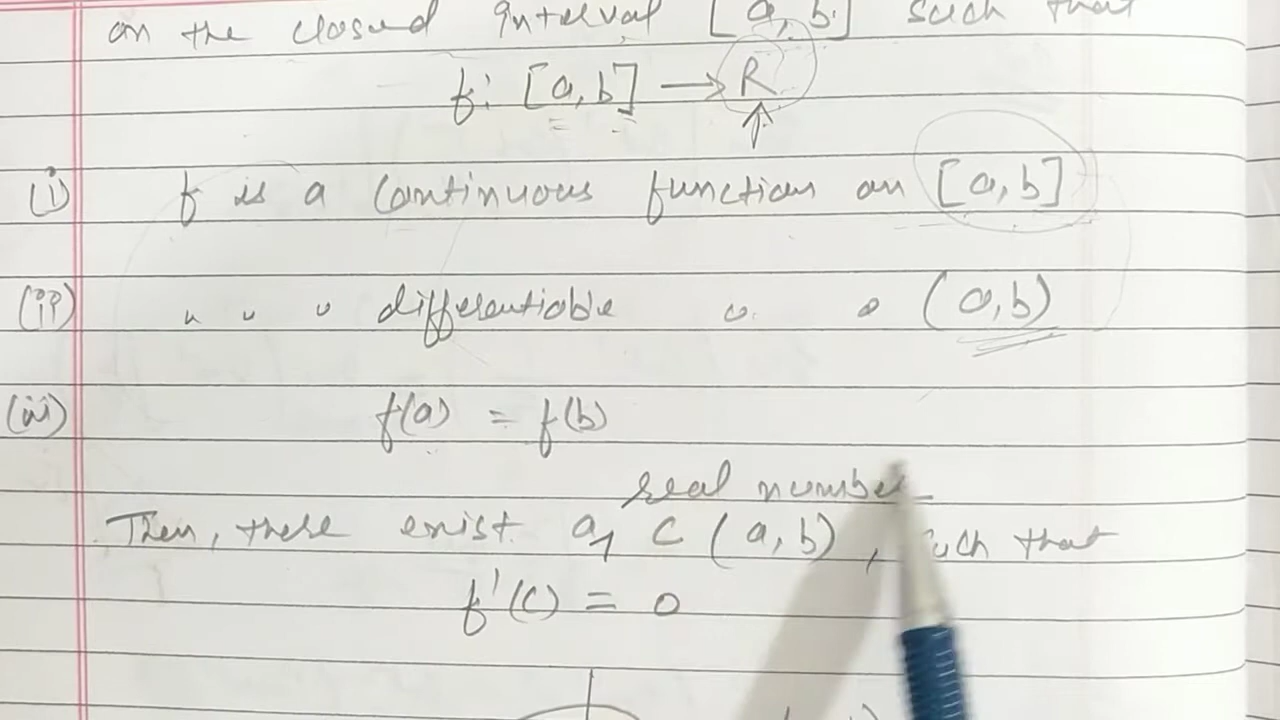 on the closed interval [a, b] such that
f: [a, b] → R
↑
(i) f is a continuous function on [a, b]
(ii) " " " differentiable " " (a, b)
(iii) f(a) = f(b)
real number
Then, there exist a, C (a, b), such that
f'(c) = 0